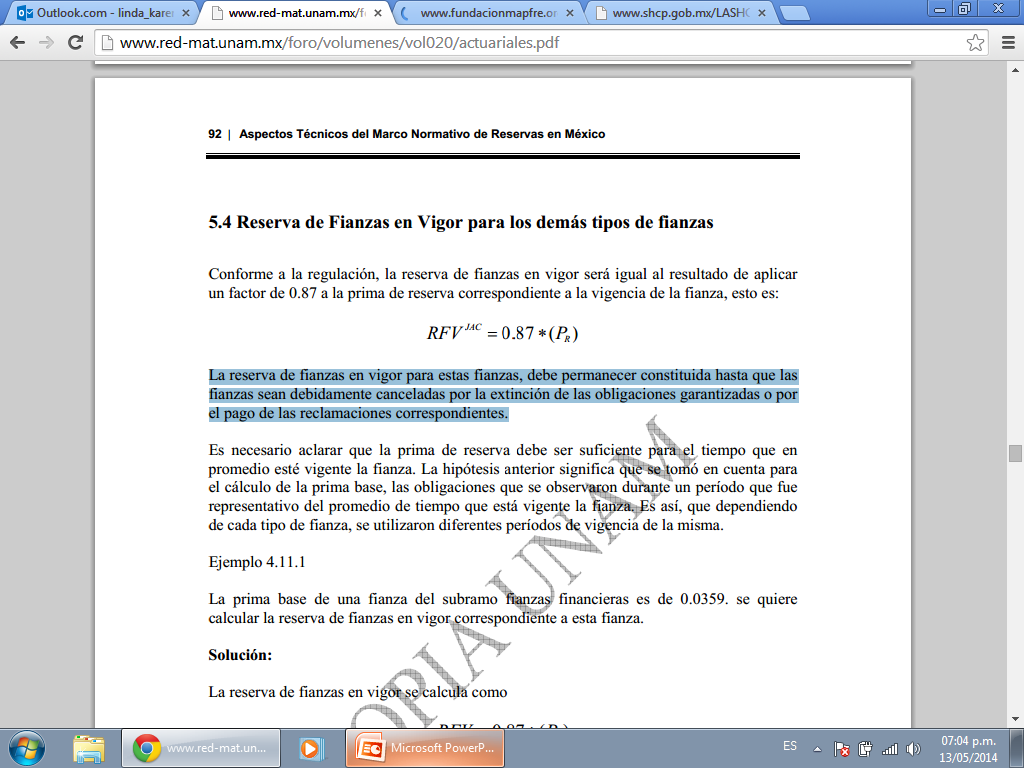 Outlook.com - linda_kare
www.red-mat.unam.mx/f
www.fundacionmapfre.or
www.shcp.gob.mx/LASHC
www.red-mat.unam.mx/foro/volumenes/vol020/actuariales.pdf
92 | Aspectos Técnicos del Marco Normativo de Reservas en México
5.4 Reserva de Fianzas en Vigor para los demás tipos de fianzas
Conforme a la regulación, la reserva de fianzas en vigor será igual al resultado de aplicar
un factor de 0.87 a la prima de reserva correspondiente a la vigencia de la fianza, esto es:
RFV^JAC = 0.87 * (P_R)
La reserva de fianzas en vigor para estas fianzas, debe permanecer constituida hasta que las
fianzas sean debidamente canceladas por la extinción de las obligaciones garantizadas o por
el pago de las reclamaciones correspondientes.
Es necesario aclarar que la prima de reserva debe ser suficiente para el tiempo que en
promedio esté vigente la fianza. La hipótesis anterior significa que se tomó en cuenta para
el cálculo de la prima base, las obligaciones que se observaron durante un período que fue
representativo del promedio de tiempo que está vigente la fianza. Es así, que dependiendo
de cada tipo de fianza, se utilizaron diferentes períodos de vigencia de la misma.
Ejemplo 4.11.1
La prima base de una fianza del subramo fianzas financieras es de 0.0359. se quiere
calcular la reserva de fianzas en vigor correspondiente a esta fianza.
Solución:
La reserva de fianzas en vigor se calcula como
OPIA UNAM
www.red-mat.un...
Microsoft PowerP...
ES
07:04 p.m.
13/05/2014